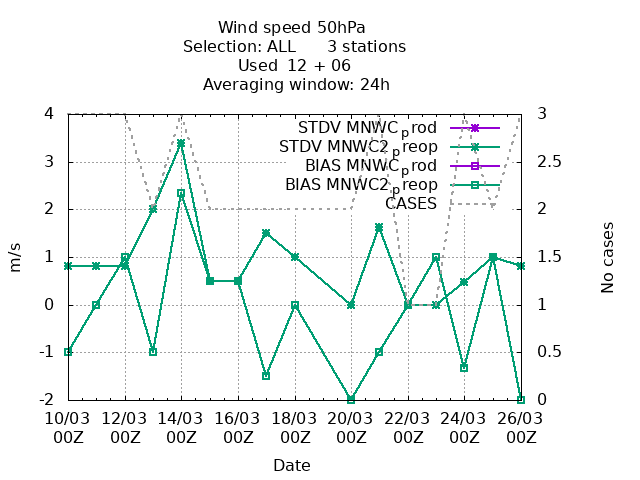 Wind speed 50hPa
Selection: ALL 3 stations
Used 12 + 06
Averaging window: 24h
STDV MNWC_prod
STDV MNWC2_preop
BIAS MNWC_prod
BIAS MNWC2_preop
CASES
4
3
2
1
0
-1
-2
m/s
3
2.5
2
1.5
1
0.5
0
No cases
10/03 12/03 14/03 16/03 18/03 20/03 22/03 24/03 26/03
00Z 00Z 00Z 00Z 00Z 00Z 00Z 00Z 00Z
Date